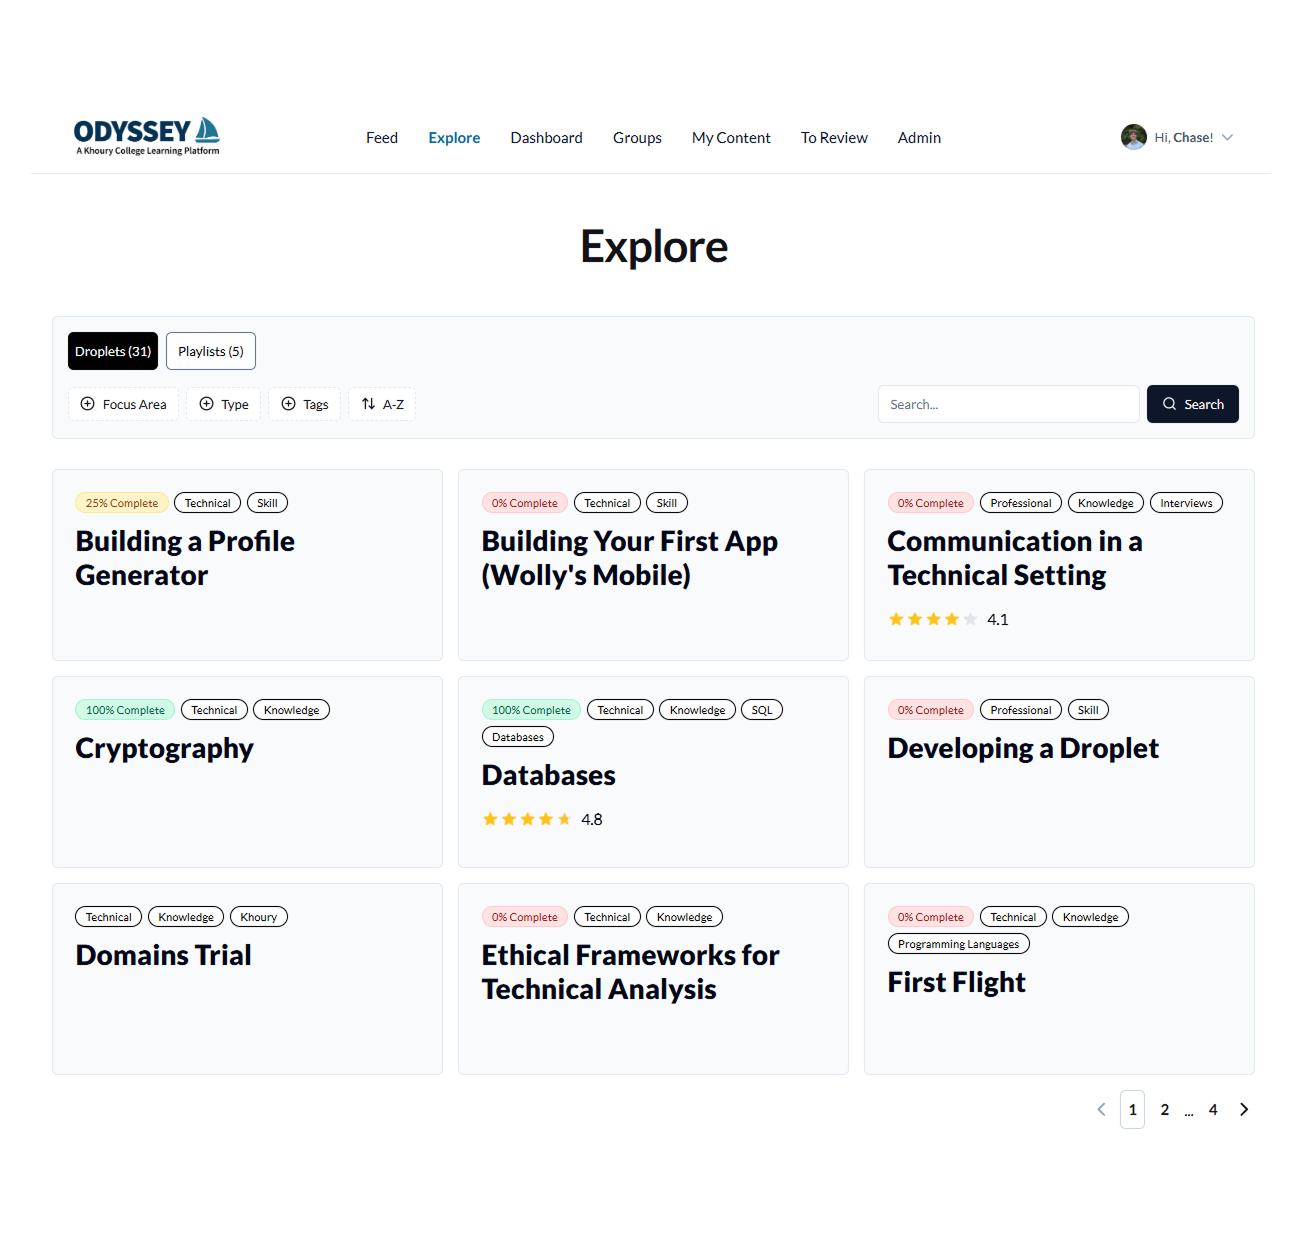 ODYSSEY
A Khoury College Learning Platform
Feed Explore Dashboard Groups My Content To Review Admin
Hi, Chase!
Explore
Droplets (31) Playlists (5)
Focus Area Type Tags A-Z
Search... Search
25% Complete Technical Skill
Building a Profile
Generator
0% Complete Technical Skill
Building Your First App
(Wolly's Mobile)
0% Complete Professional Knowledge Interviews
Communication in a
Technical Setting
4.1
100% Complete Technical Knowledge
Cryptography
100% Complete Technical Knowledge SQL
Databases
Databases
4.8
0% Complete Professional Skill
Developing a Droplet
Technical Knowledge Khoury
Domains Trial
0% Complete Technical Knowledge
Ethical Frameworks for
Technical Analysis
0% Complete Technical Knowledge
Programming Languages
First Flight
1 2 ... 4